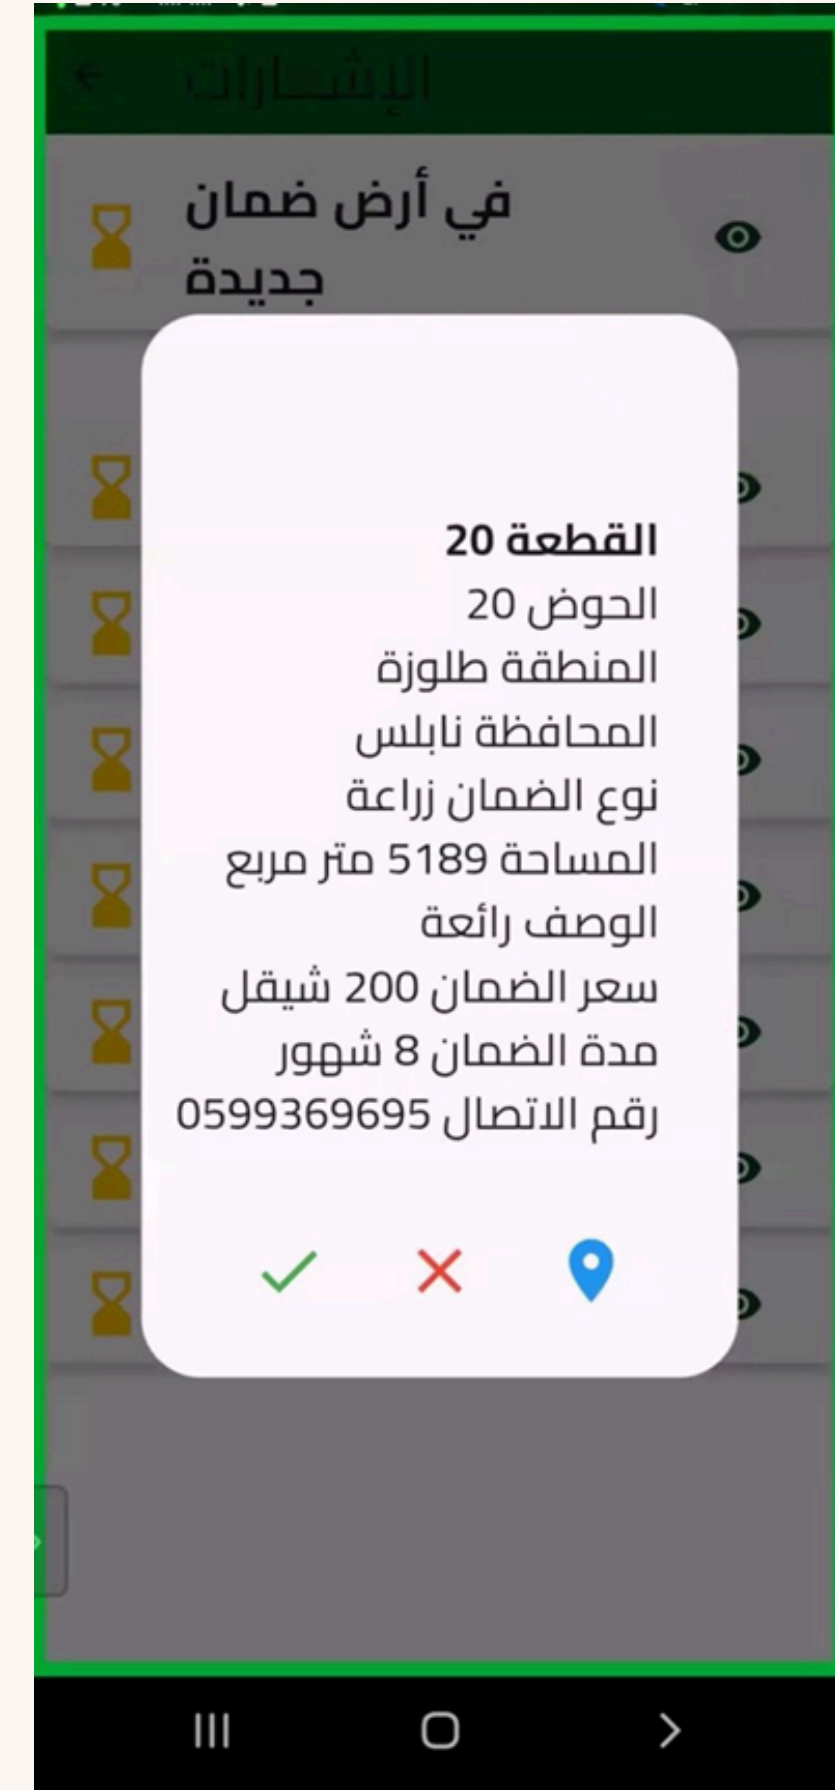 الإشعارات
في أرض ضمان
جديدة
القطعة 20
الحوض 20
المنطقة طلوزة
المحافظة نابلس
نوع الضمان زراعة
المساحة 5189 متر مربع
الوصف رائعة
سعر الضمان 200 شيقل
مدة الضمان 8 شهور
رقم الاتصال 0599369695